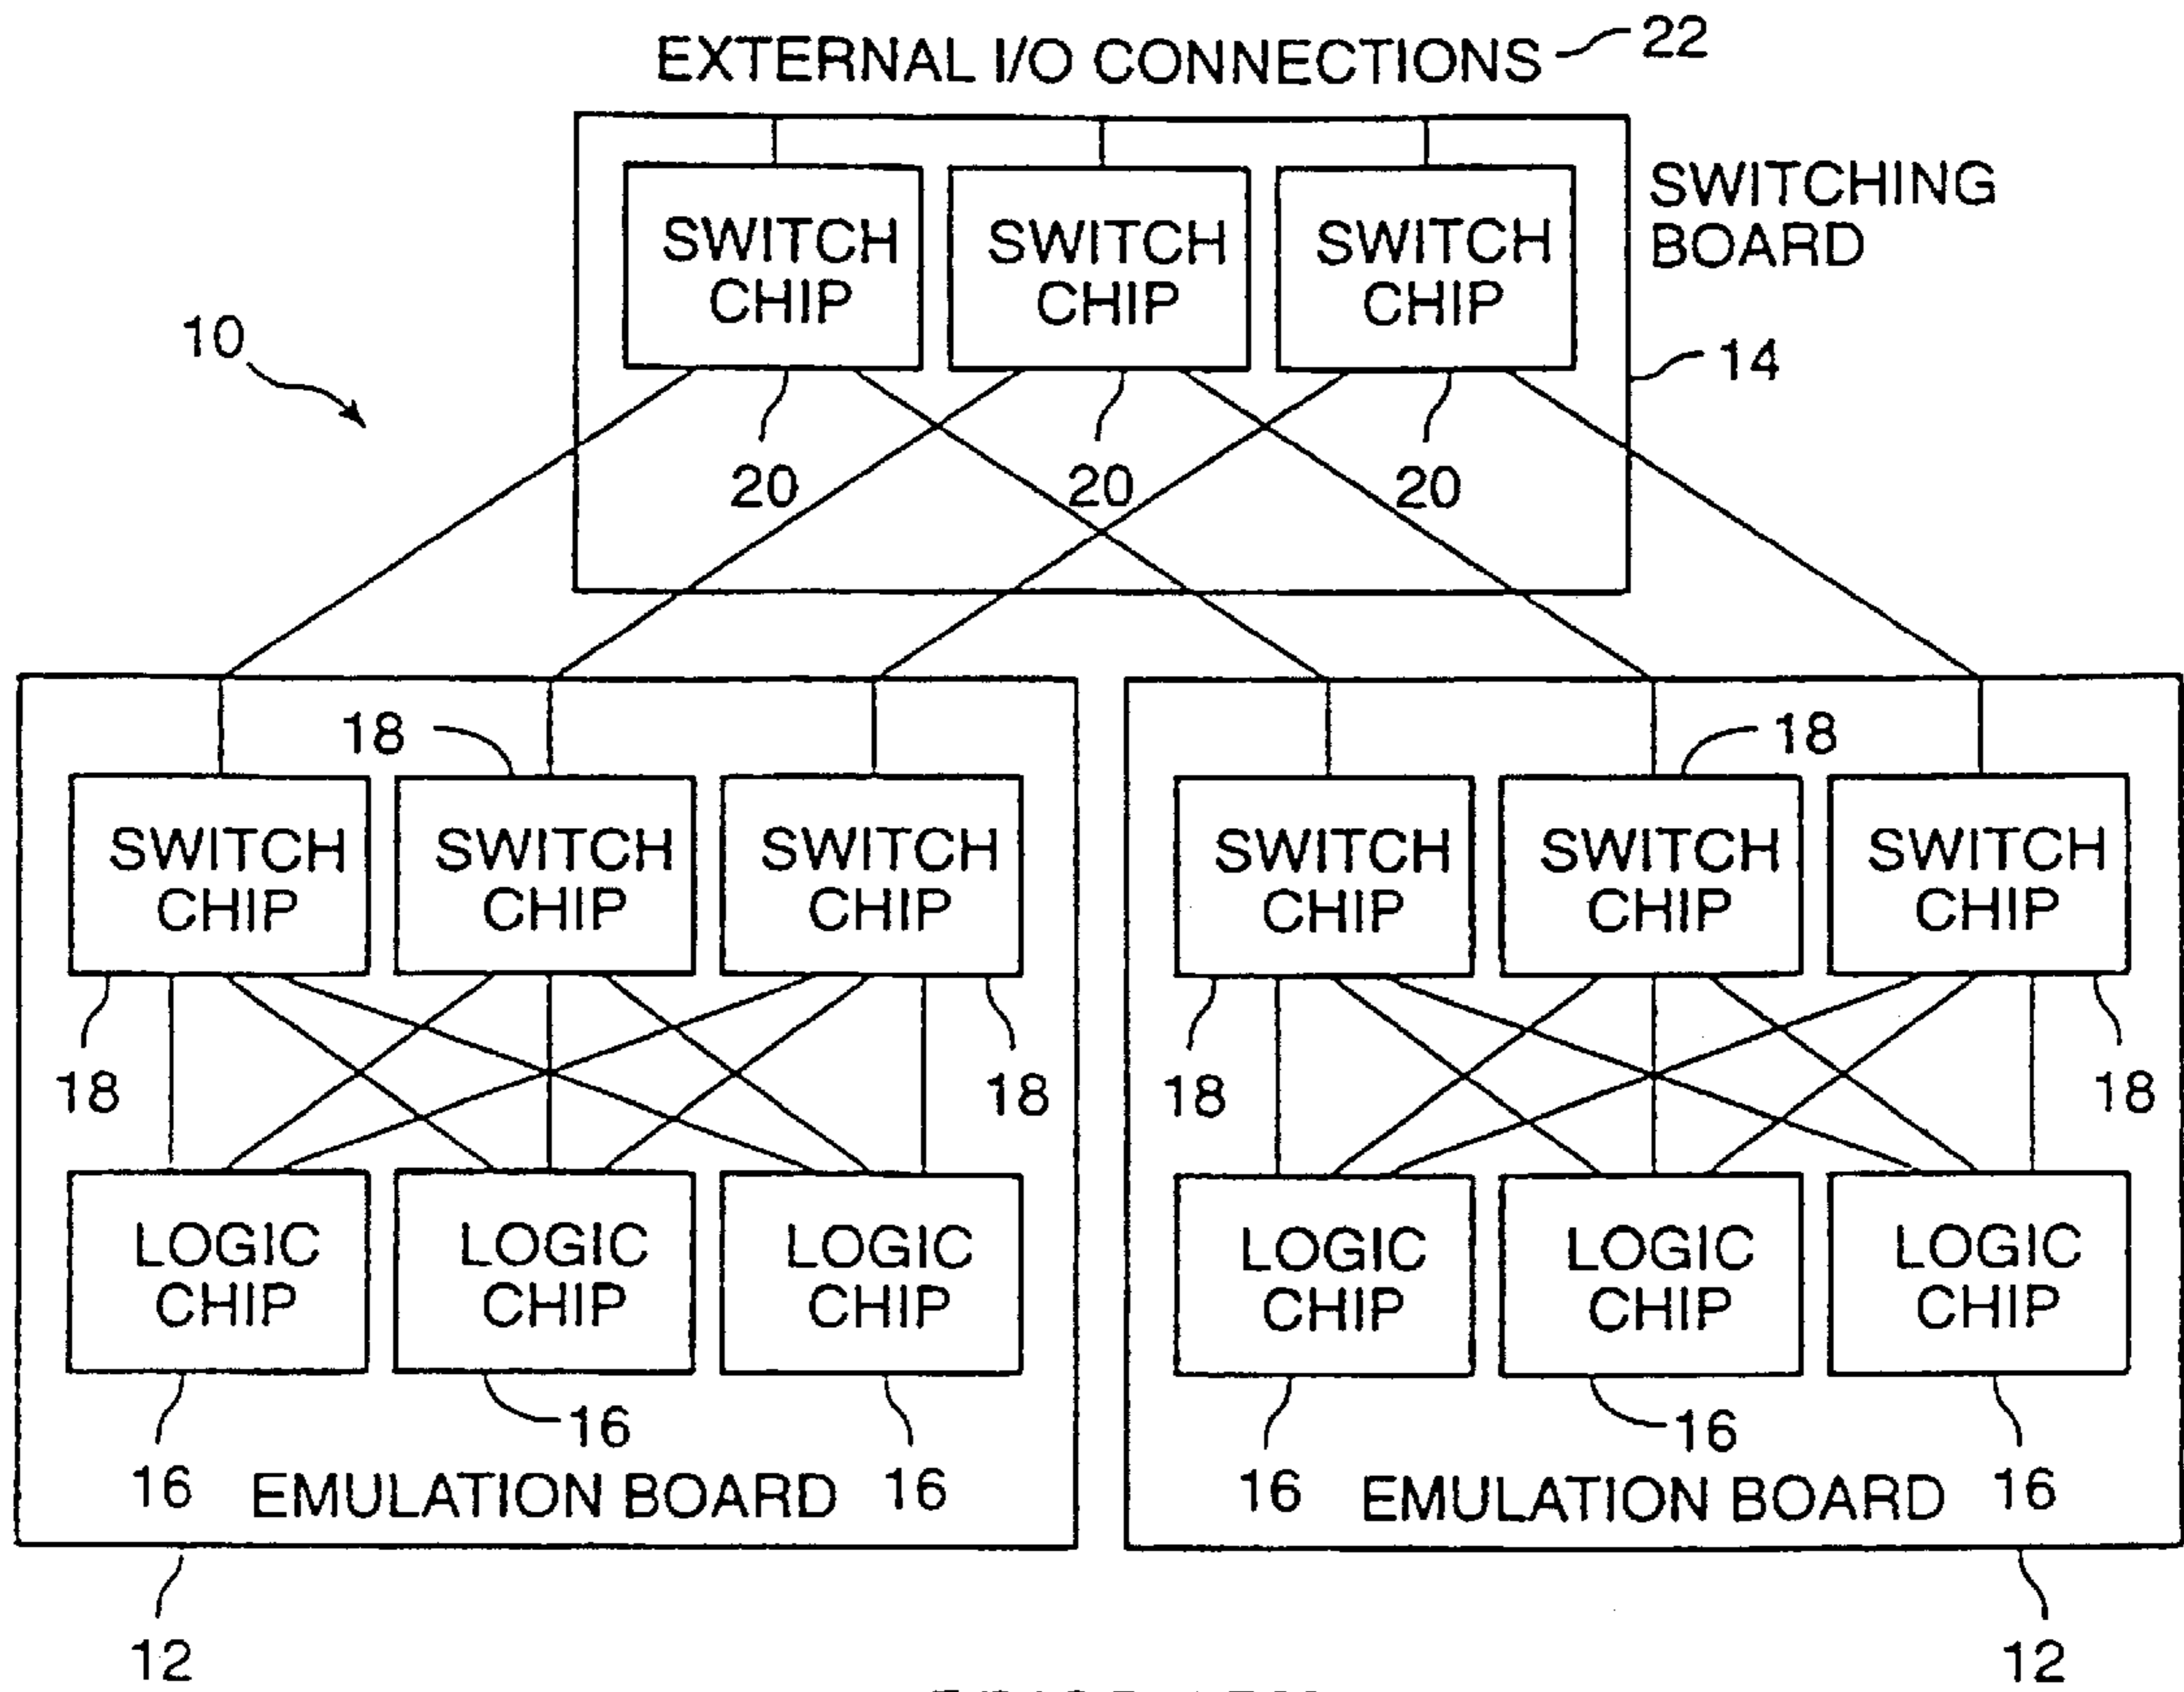 EXTERNAL I/O CONNECTIONS 22
SWITCH CHIP
SWITCH CHIP
SWITCH CHIP
SWITCHING
BOARD
10
14
20
20
20
18
18
SWITCH CHIP
SWITCH CHIP
SWITCH CHIP
SWITCH CHIP
SWITCH CHIP
SWITCH CHIP
18
18
18
18
LOGIC CHIP
LOGIC CHIP
LOGIC CHIP
LOGIC CHIP
LOGIC CHIP
LOGIC CHIP
16
16
16 EMULATION BOARD 16
16 EMULATION BOARD 16
12
12